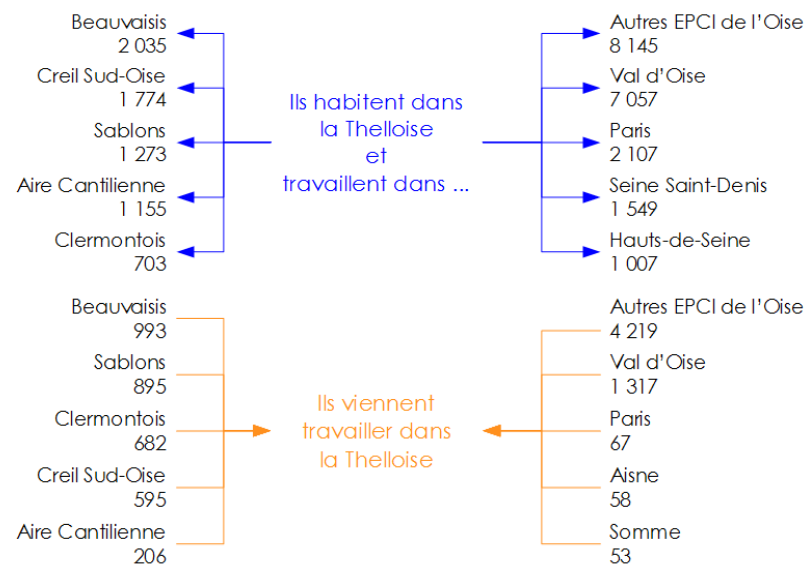 Beauvaisis
2 035
Creil Sud-Oise
1 774
Sablons
1 273
Aire Cantilienne
1 155
Clermontois
703
Ils habitent dans
la Thelloise
et
travaillent dans ...
Autres EPCI de l'Oise
8 145
Val d'Oise
7 057
Paris
2 107
Seine Saint-Denis
1 549
Hauts-de-Seine
1 007
Beauvaisis
993
Sablons
895
Clermontois
682
Creil Sud-Oise
595
Aire Cantilienne
206
Ils viennent
travailler dans
la Thelloise
Autres EPCI de l'Oise
4 219
Val d'Oise
1 317
Paris
67
Aisne
58
Somme
53